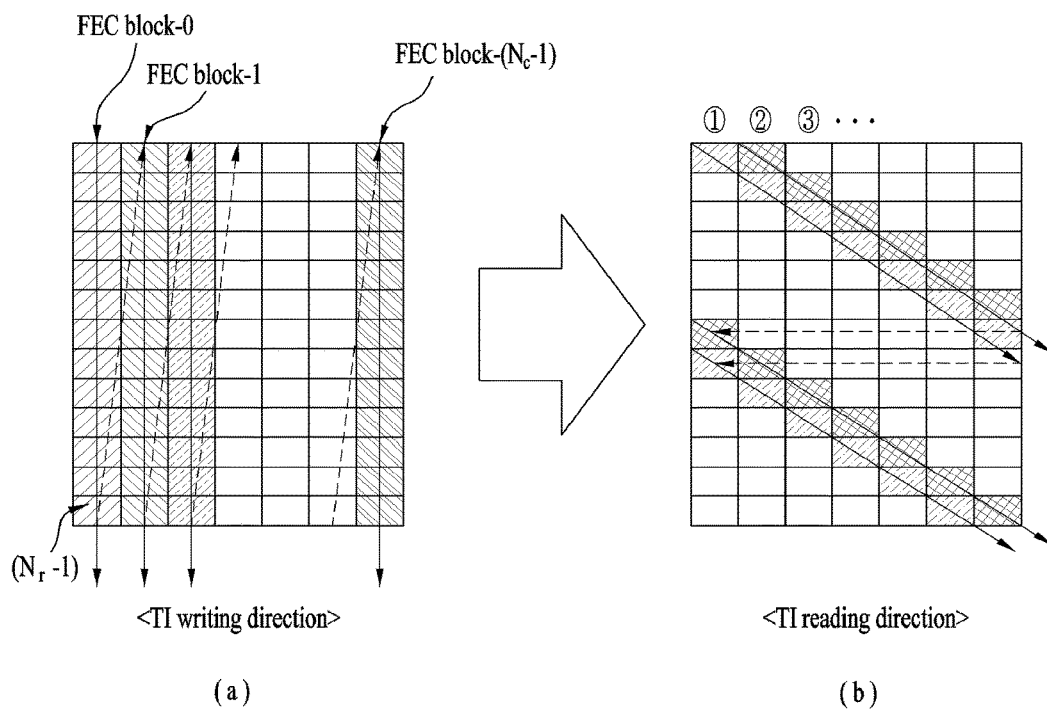 FEC block-0
FEC block-1
FEC block-(N_c-1)
① ② ③ ···
(N_r-1)
<TI writing direction>
<TI reading direction>
(a)
(b)